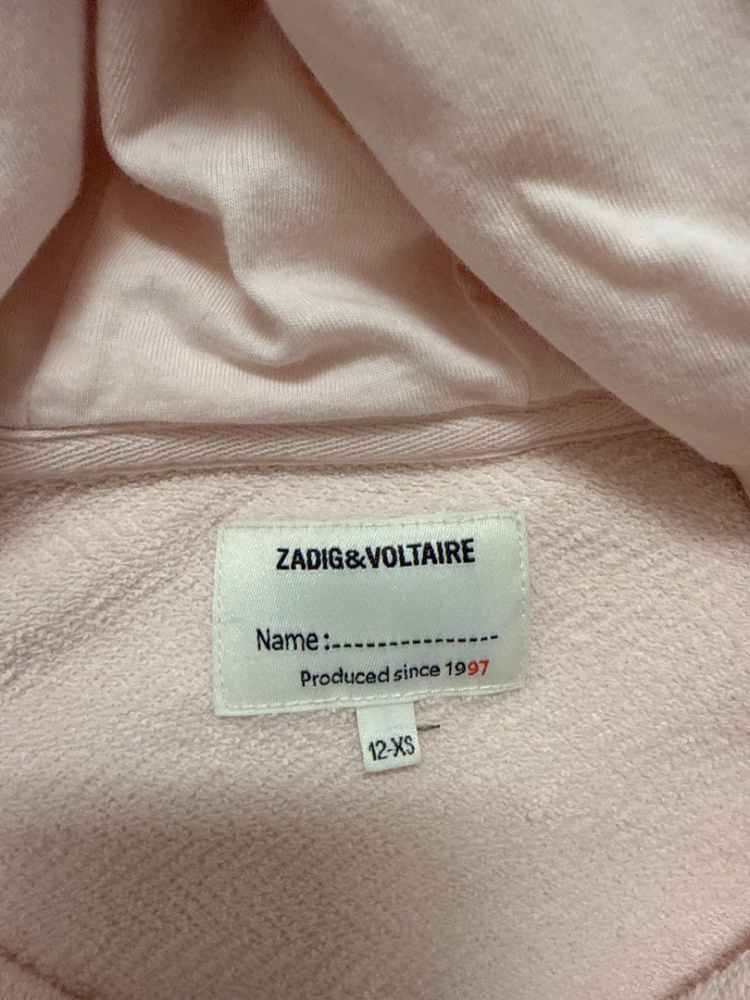 ZADIG&VOLTAIRE
Name:----------------
Produced since 1997
12-XS